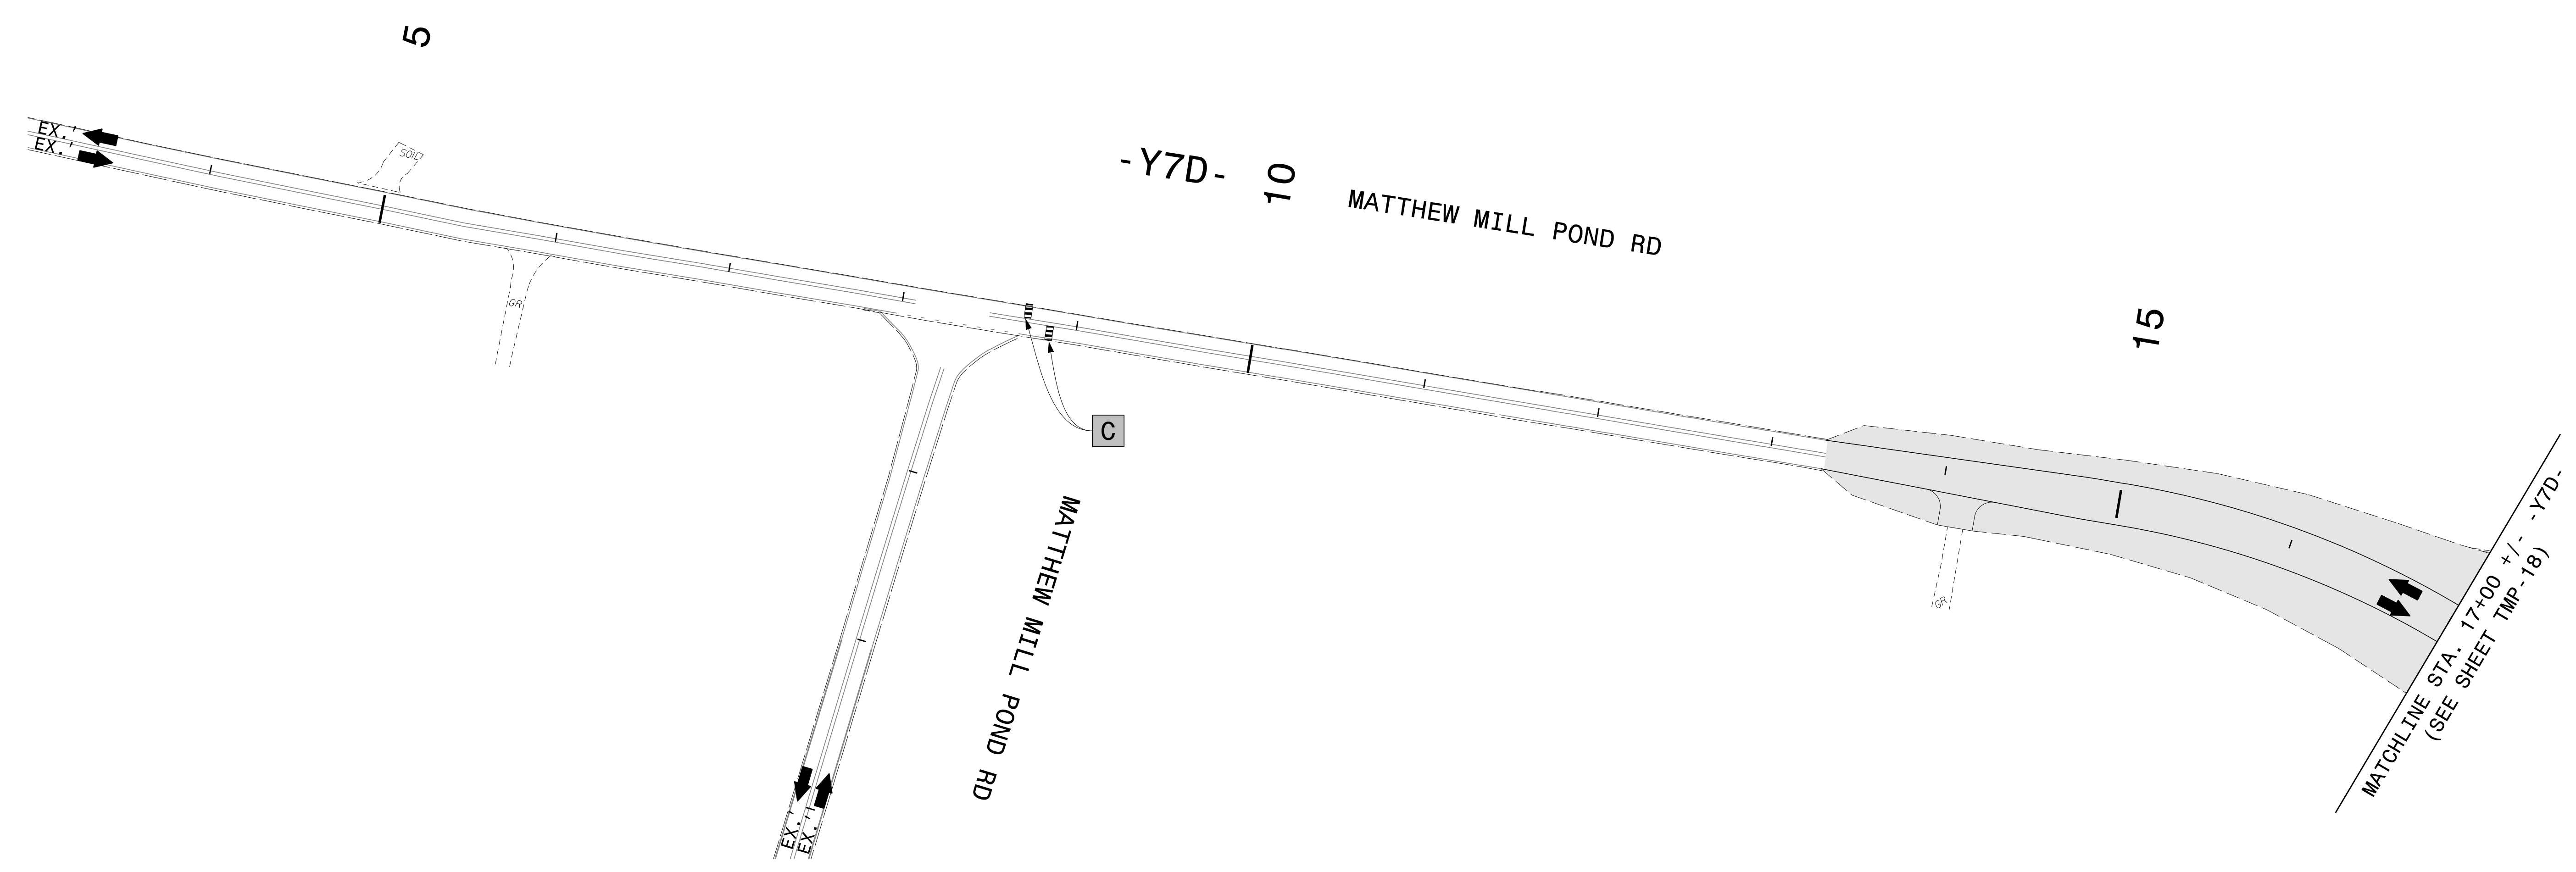 5
EX.'
EX.'
SOIL
GR
-Y7D-
10
MATTHEW MILL POND RD
C
MATTHEW MILL POND RD
EX.'
EX.'
15
GR
MATCHLINE STA. 17+00 +/- -Y7D-
(SEE SHEET TMP-18)